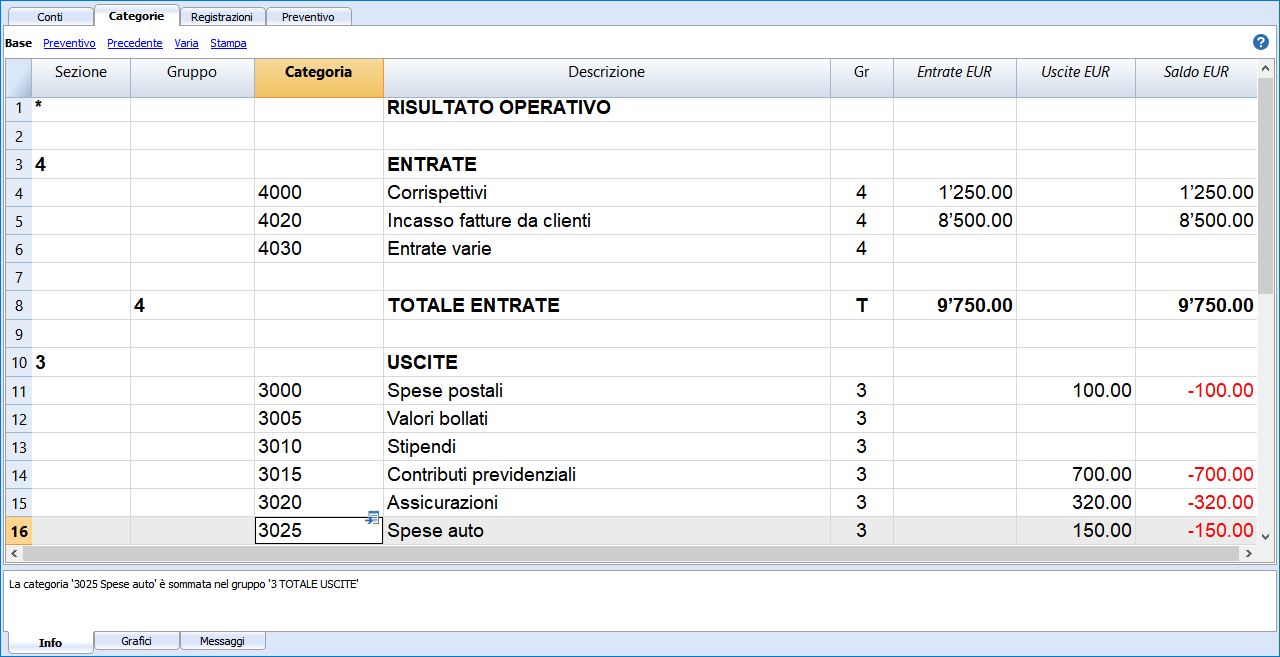 Conti Categorie Registrazioni Preventivo
Base Preventivo Precedente Varia Stampa ?
Sezione Gruppo Categoria Descrizione Gr Entrate EUR Uscite EUR Saldo EUR
1 * RISULTATO OPERATIVO
2
3 4 ENTRATE
4 4000 Corrispettivi 4 1’250.00 1’250.00
5 4020 Incasso fatture da clienti 4 8’500.00 8’500.00
6 4030 Entrate varie 4
7
8 4 TOTALE ENTRATE T 9’750.00 9’750.00
9
10 3 USCITE
11 3000 Spese postali 3 100.00 -100.00
12 3005 Valori bollati 3
13 3010 Stipendi 3
14 3015 Contributi previdenziali 3 700.00 -700.00
15 3020 Assicurazioni 3 320.00 -320.00
16 3025 Spese auto 3 150.00 -150.00
La categoria '3025 Spese auto' è sommata nel gruppo '3 TOTALE USCITE'
Info Grafici Messaggi